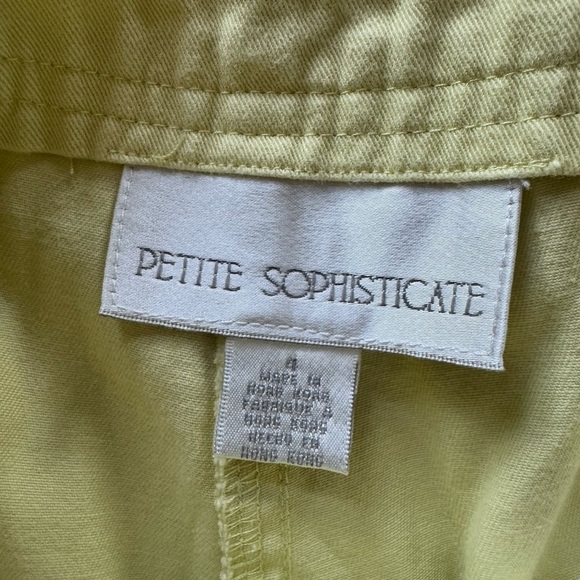 PETITE SOPHISTICATE
4
MADE IN
HONG KONG
FABRIQUE A
HONG KONG
HECHO EN
HONG KONG